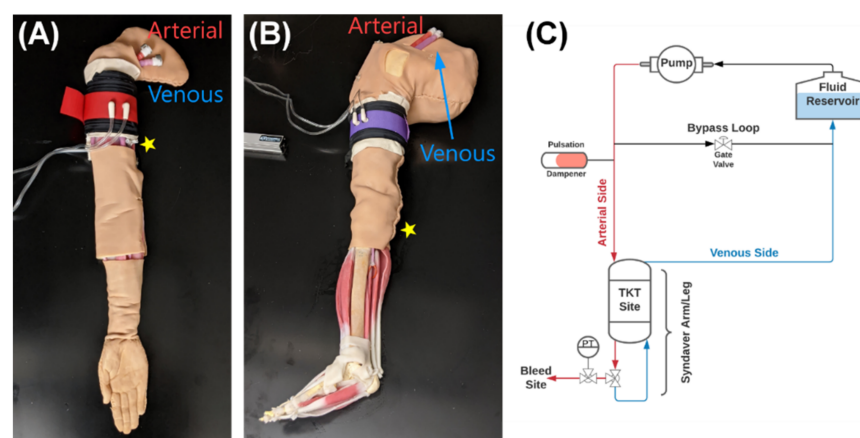 (A)
Arterial
Venous
(B)
Arterial
Venous
(C)
Pump
Fluid
Reservoir
Bypass Loop
Gate
Valve
Pulsation
Dampener
Arterial Side
Venous Side
TKT
Site
Syndaver Arm/Leg
PT
Bleed
Site